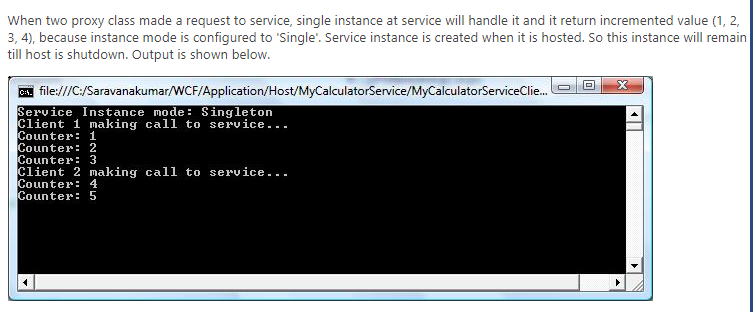 When two proxy class made a request to service, single instance at service will handle it and it return incremented value (1, 2,
3, 4), because instance mode is configured to 'Single'. Service instance is created when it is hosted. So this instance will remain
till host is shutdown. Output is shown below.
file:///C:/Saravanakumar/WCF/Application/Host/MyCalculatorService/MyCalculatorServiceClie...
Service Instance mode: Singleton
Client 1 making call to service...
Counter: 1
Counter: 2
Counter: 3
Client 2 making call to service...
Counter: 4
Counter: 5